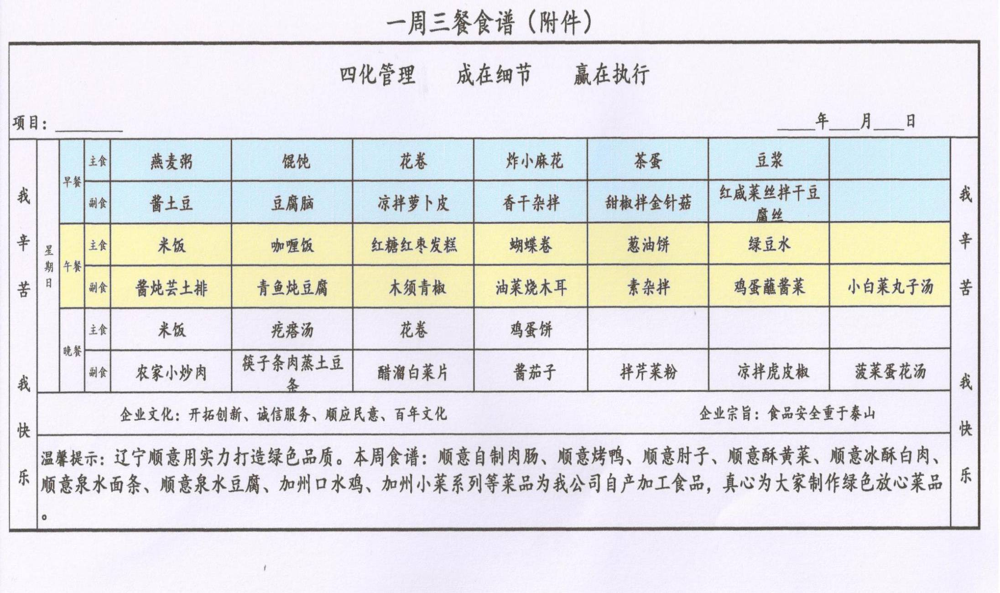 一周三餐食谱（附件）
四化管理 成在细节 赢在执行
项目：________ ____年____月____日
我辛苦 我快乐
星期日
早餐
主食 燕麦粥 馄饨 花卷 炸小麻花 茶蛋 豆浆
副食 酱土豆 豆腐脑 凉拌萝卜皮 香干杂拌 甜椒拌金针菇 红咸菜丝拌干豆
腐丝
午餐
主食 米饭 咖喱饭 红糖红枣发糕 蝴蝶卷 葱油饼 绿豆水
副食 酱炖芸土排 青鱼炖豆腐 木须青椒 油菜烧木耳 素杂拌 鸡蛋蘸酱菜 小白菜丸子汤
晚餐
主食 米饭 疙瘩汤 花卷 鸡蛋饼
副食 农家小炒肉 筷子条肉蒸土豆
条 醋溜白菜片 酱茄子 拌芹菜粉 凉拌虎皮椒 菠菜蛋花汤
我辛苦 我快乐
企业文化：开拓创新、诚信服务、顺应民意、百年文化 企业宗旨：食品安全重于泰山
温馨提示：辽宁顺意用实力打造绿色品质。本周食谱：顺意自制肉肠、顺意烤鸭、顺意肘子、顺意酥黄菜、顺意冰酥白肉、
顺意泉水面条、顺意泉水豆腐、加州口水鸡、加州小菜系列等菜品为我公司自产加工食品，真心为大家制作绿色放心菜品
。